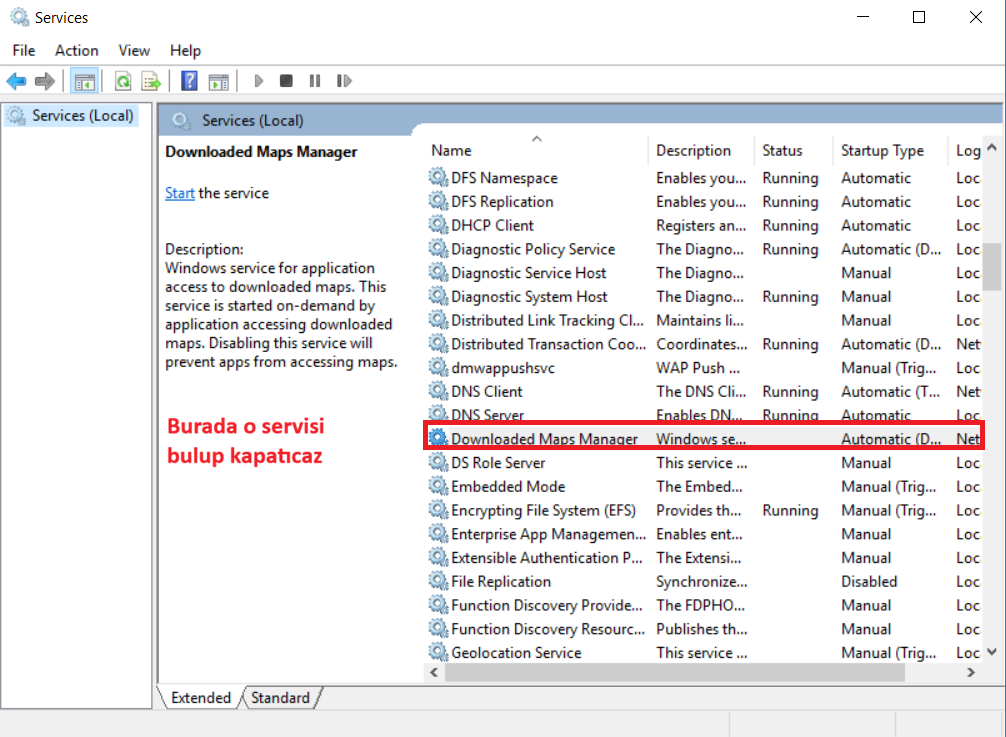 Services
File Action View Help
Services (Local)
Services (Local)
Downloaded Maps Manager
Start the service
Description:
Windows service for application
access to downloaded maps. This
service is started on-demand by
application accessing downloaded
maps. Disabling this service will
prevent apps from accessing maps.
Burada o servisi
bulup kapatıcaz
Name Description Status Startup Type Log
DFS Namespace Enables you... Running Automatic Loc
DFS Replication Enables you... Running Automatic Loc
DHCP Client Registers an... Running Automatic Loc
Diagnostic Policy Service The Diagno... Running Automatic (D... Loc
Diagnostic Service Host The Diagno... Manual Loc
Diagnostic System Host The Diagno... Running Manual Loc
Distributed Link Tracking Cl... Maintains li... Manual Loc
Distributed Transaction Coo... Coordinates... Running Automatic (D... Net
dmwappushsvc WAP Push ... Manual (Trig... Loc
DNS Client The DNS Cli... Running Automatic (T... Net
DNS Server Enables DN... Running Automatic Loc
Downloaded Maps Manager Windows se... Automatic (D... Net
DS Role Server This service ... Manual Loc
Embedded Mode The Embed... Manual (Trig... Loc
Encrypting File System (EFS) Provides th... Running Manual (Trig... Loc
Enterprise App Managemen... Enables ent... Manual Loc
Extensible Authentication P... The Extensi... Manual Loc
File Replication Synchronize... Disabled Loc
Function Discovery Provide... The FDPHO... Manual Loc
Function Discovery Resourc... Publishes th... Manual Loc
Geolocation Service This service ... Manual (Trig... Loc
Extended Standard